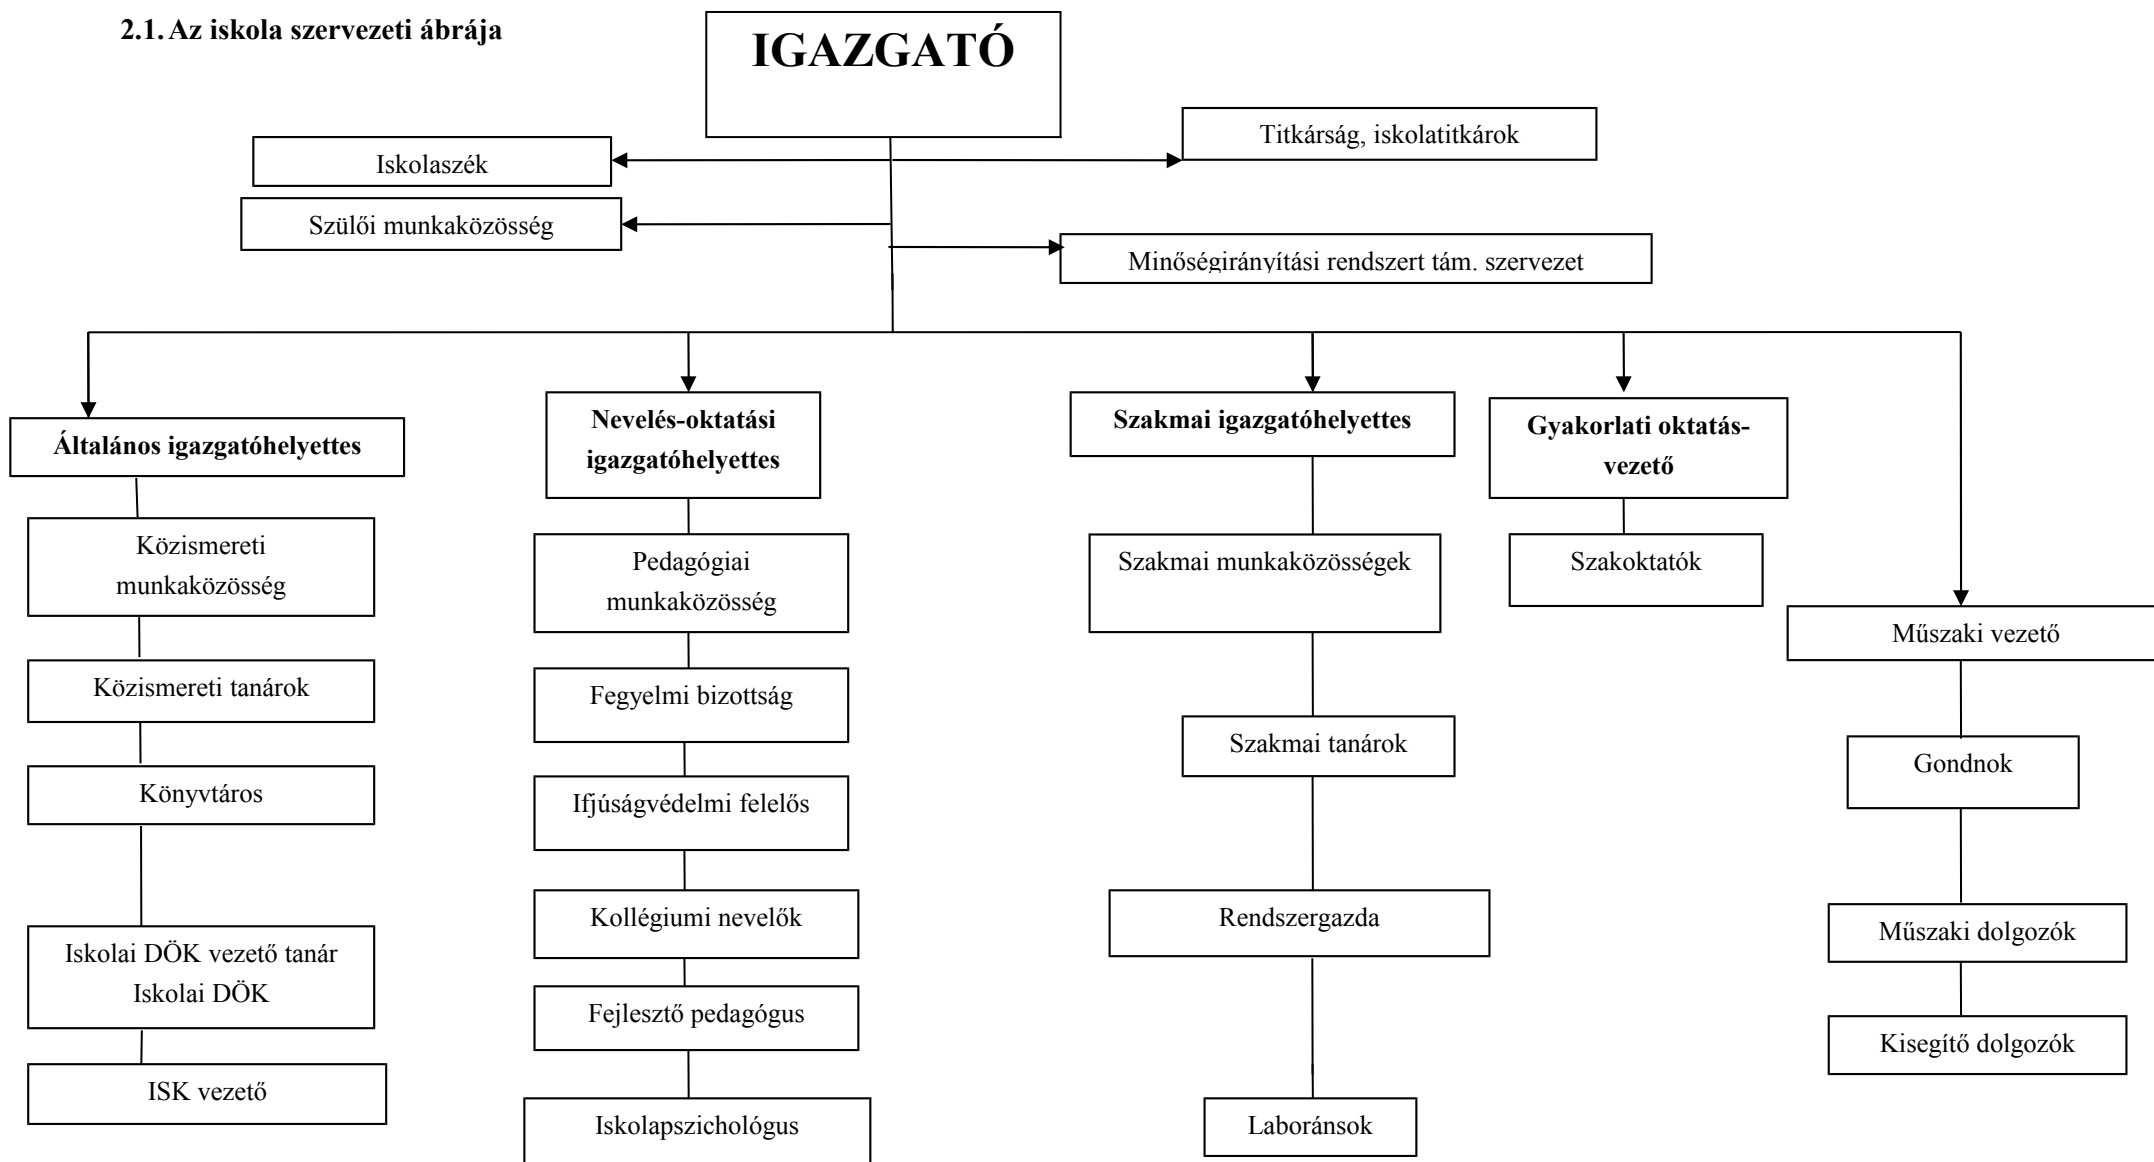 2.1. Az iskola szervezeti ábrája
IGAZGATÓ
Titkárság, iskolatitkárok
Iskolaszék
Szülői munkaközösség
Minőségirányítási rendszert tám. szervezet
Általános igazgatóhelyettes
Közismereti
munkaközösség
Közismereti tanárok
Könyvtáros
Iskolai DÖK vezető tanár
Iskolai DÖK
ISK vezető
Nevelés-oktatási
igazgatóhelyettes
Pedagógiai
munkaközösség
Fegyelmi bizottság
Ifjúságvédelmi felelős
Kollégiumi nevelők
Fejlesztő pedagógus
Iskolapszichológus
Szakmai igazgatóhelyettes
Szakmai munkaközösségek
Szakmai tanárok
Rendszergazda
Laboránsok
Gyakorlati oktatás-
vezető
Szakoktatók
Műszaki vezető
Gondnok
Műszaki dolgozók
Kisegítő dolgozók